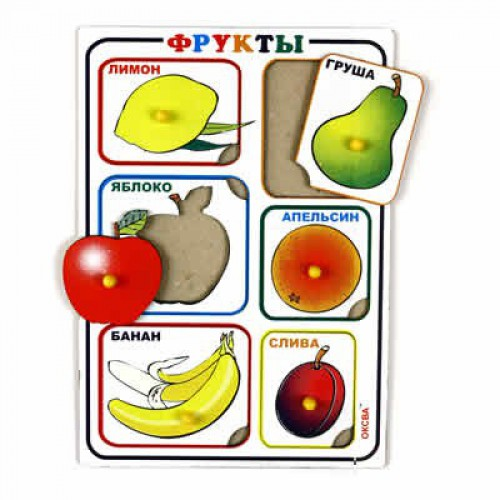 ФРУКТЫ
ЛИМОН
ГРУША
ЯБЛОКО
АПЕЛЬСИН
БАНАН
СЛИВА
ОКСВА